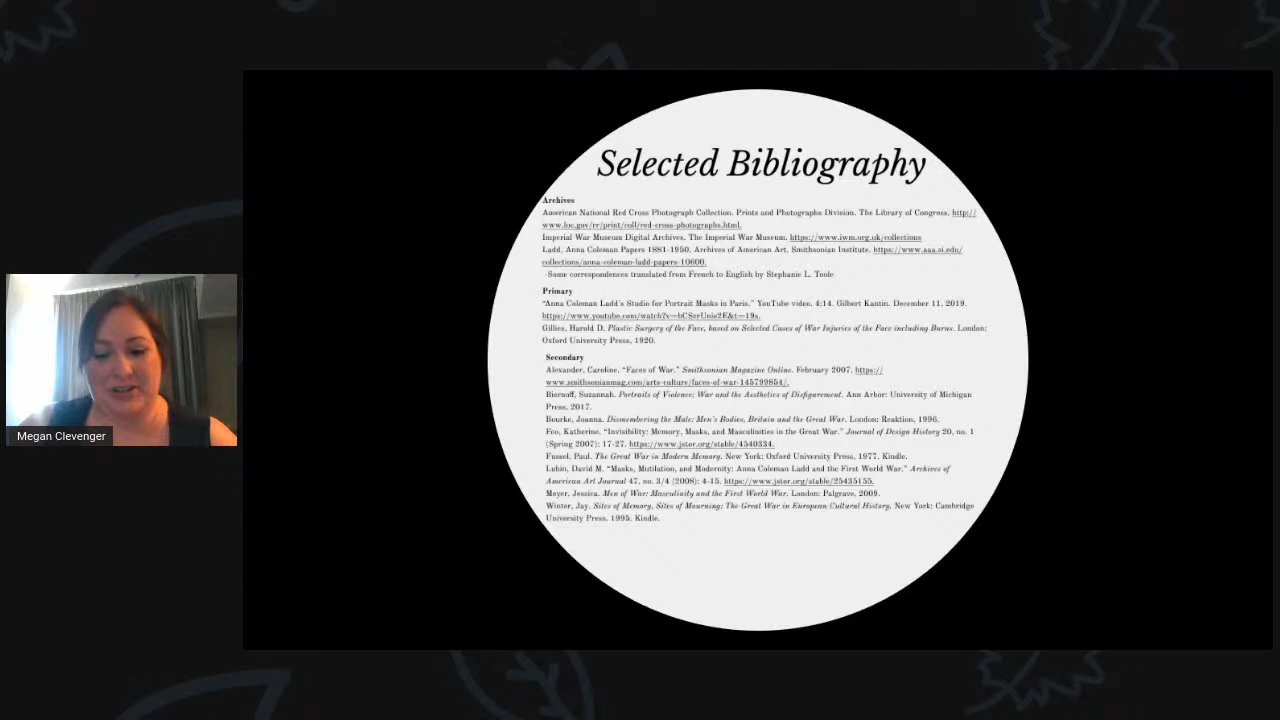 Selected Bibliography
Archives
American National Red Cross Photograph Collection. Prints and Photographs Division. The Library of Congress. http://
www.loc.gov/rr/print/coll/red-cross-photographs.html.
Imperial War Museum Digital Archives. The Imperial War Museum. https://www.iwm.org.uk/collections
Ladd, Anna Coleman Papers 1881-1950. Archives of American Art. Smithsonian Institute. https://www.aaa.si.edu/
collections/anna-coleman-ladd-papers-10600.
-Some correspondences translated from French to English by Stephanie L. Toole
Primary
"Anna Coleman Ladd's Studio for Portrait Masks in Paris." YouTube video, 4:14. Gilbert Kantin. December 11, 2019.
Gillies, Harold D. Plastic Surgery of the Face, based on Selected Cases of War Injuries of the Face including Burns. London:
Oxford University Press, 1920.
Secondary
Alexander, Caroline. "Faces of War." Smithsonian Magazine Online. February 2007. https://
www.smithsonianmag.com/arts-culture/faces-of-war-145799854/.
Biernoff, Suzannah. Portraits of Violence: War and the Aesthetics of Disfigurement. Ann Arbor: University of Michigan
Press, 2017.
Bourke, Joanna. Dismembering the Male: Men's Bodies, Britain and the Great War. London: Reaktion, 1996.
Feo, Katherine. "Invisibility: Memory, Masks, and Masculinities in the Great War." Journal of Design History 20, no. 1
(Spring 2007): 17-27. https://www.jstor.org/stable/4540334.
Fussel, Paul. The Great War in Modern Memory. New York: Oxford University Press, 1977. Kindle.
Lubin, David M. "Masks, Mutilation, and Modernity: Anna Coleman Ladd and the First World War." Archives of
American Art Journal 47, no. 3/4 (2008): 4-15. https://www.jstor.org/stable/25435155.
Meyer, Jessica. Men of War: Masculinity and the First World War. London: Palgrave, 2009.
Winter, Jay. Sites of Memory, Sites of Mourning: The Great War in European Cultural History. New York: Cambridge
University Press. 1995. Kindle.
Megan Clevenger